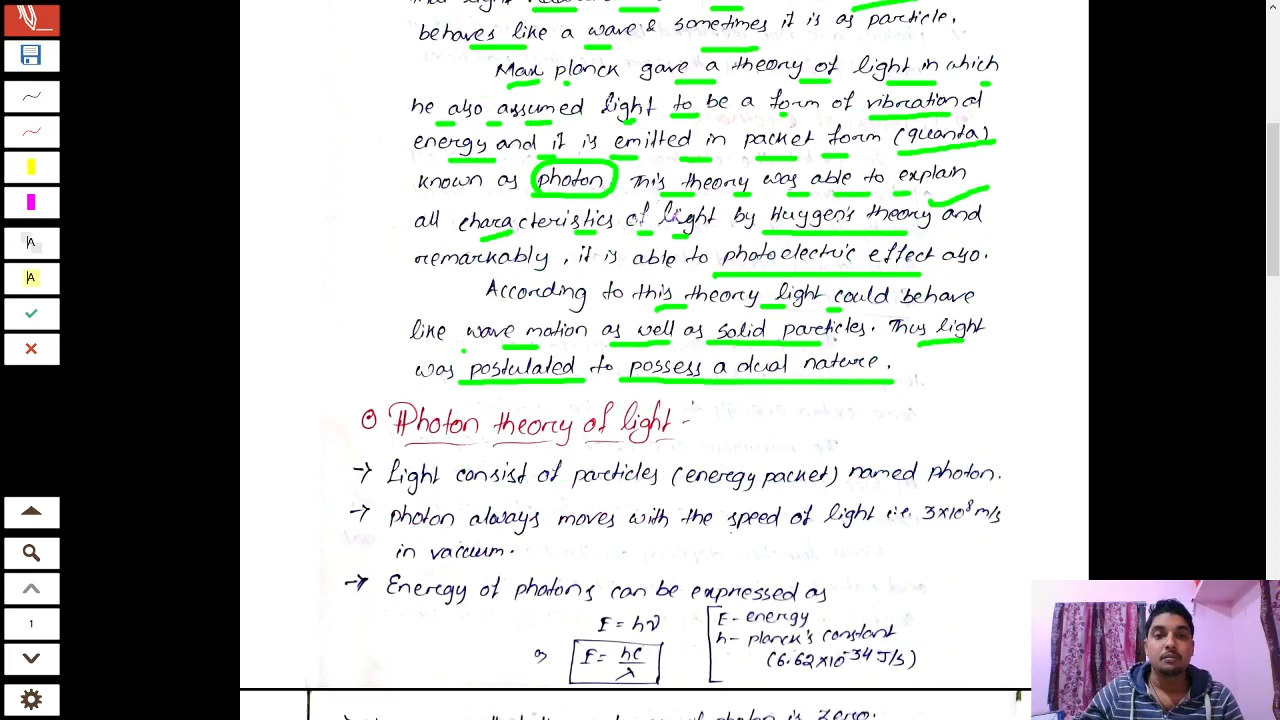 behaves like a wave & sometimes it is as particle.
Max planck gave a theory of light in which
he also assumed light to be a form of vibrational
energy and it is emitted in packet form (quanta)
known as photon. This theory was able to explain
all characteristics of light by Huygen's theory and
remarkably, it is able to photoelectric effect also.
According to this theory light could behave
like wave motion as well as solid particles. Thus light
was postulated to possess a dual nature.
Photon theory of light :-
→ Light consist of particles (energy packet) named photon.
→ photon always moves with the speed of light i.e. 3×10⁸ m/s
in vacuum.
→ Energy of photons can be expressed as
E = hν
⇒ E = hc/λ
E - energy
h - planck's constant
(6.62×10⁻³⁴ J/s)
of photon is zero.
A
A
1